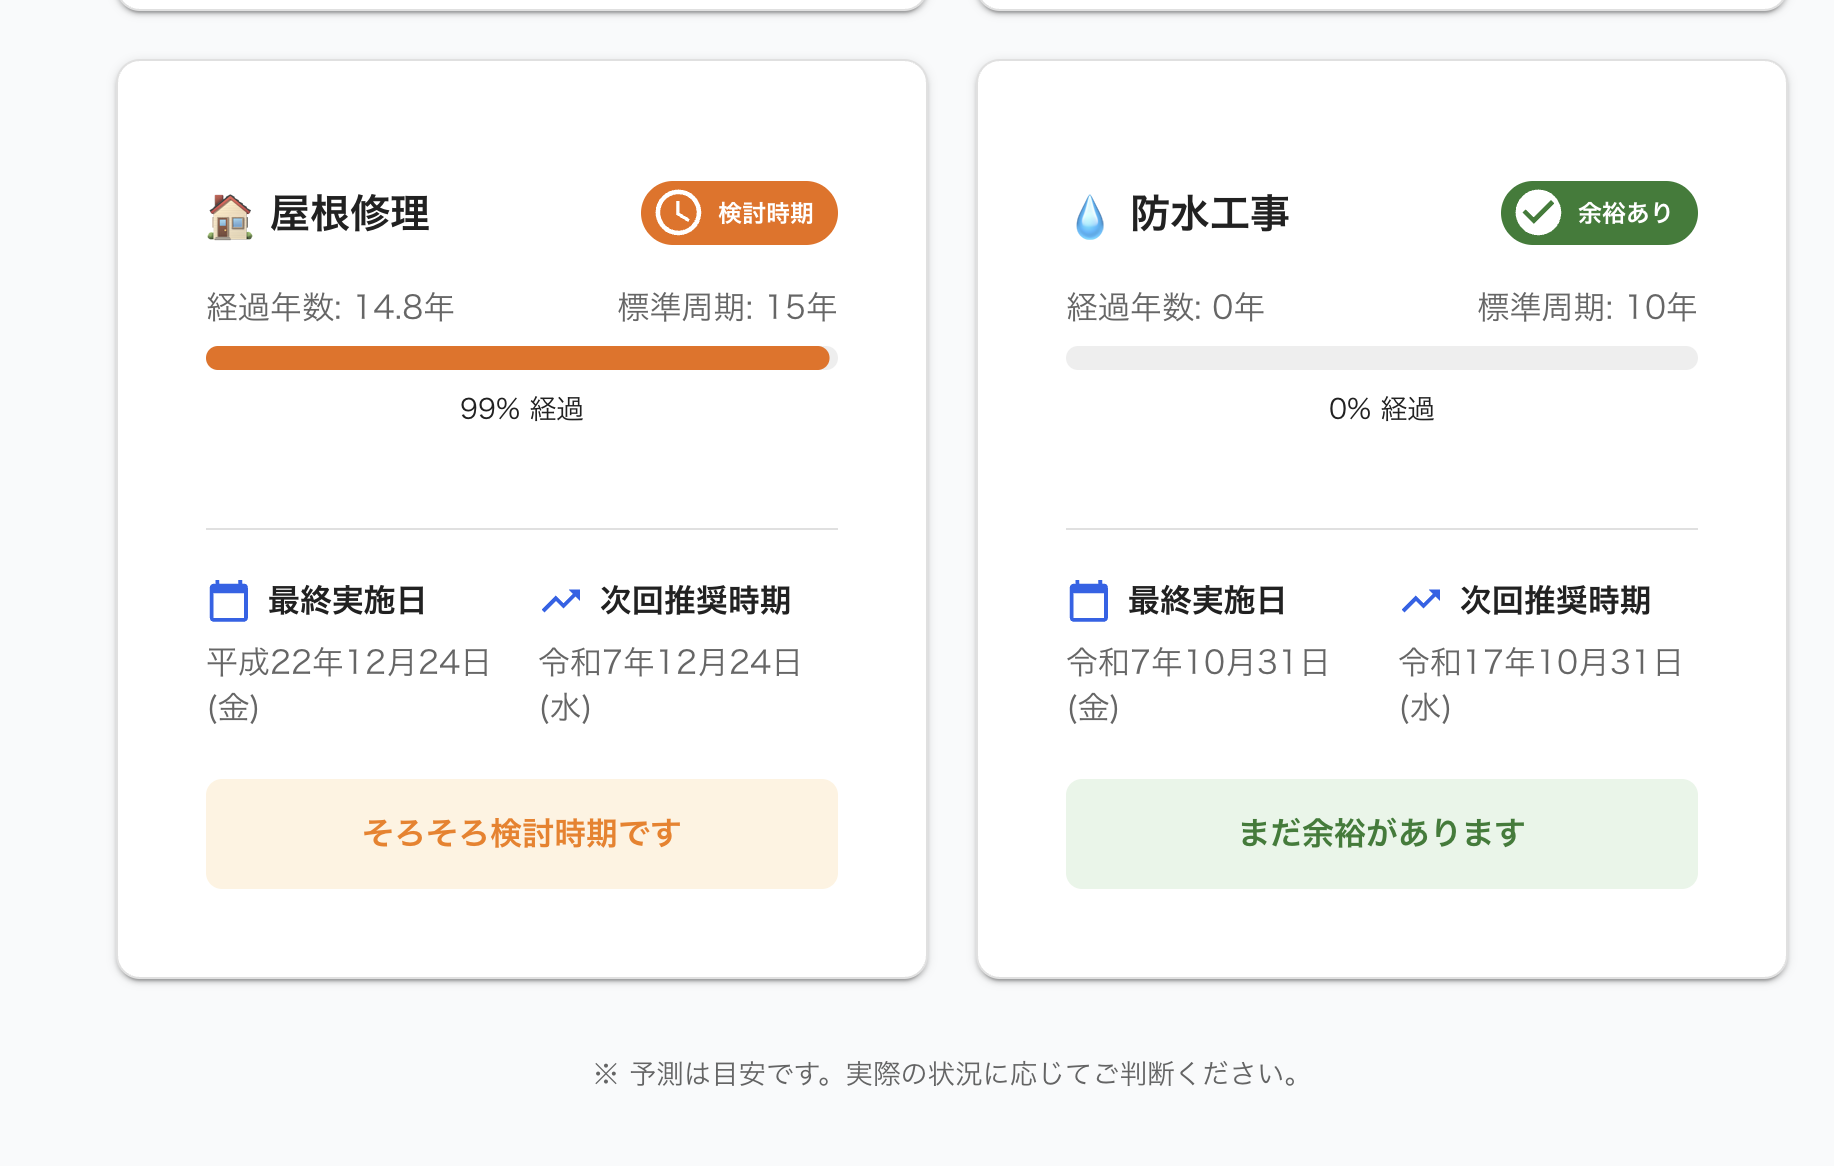 屋根修理
検討時期
経過年数: 14.8年
標準周期: 15年
99% 経過
最終実施日
平成22年12月24日
(金)
次回推奨時期
令和7年12月24日
(水)
そろそろ検討時期です
防水工事
余裕あり
経過年数: 0年
標準周期: 10年
0% 経過
最終実施日
令和7年10月31日
(金)
次回推奨時期
令和17年10月31日
(水)
まだ余裕があります
※ 予測は目安です。実際の状況に応じてご判断ください。